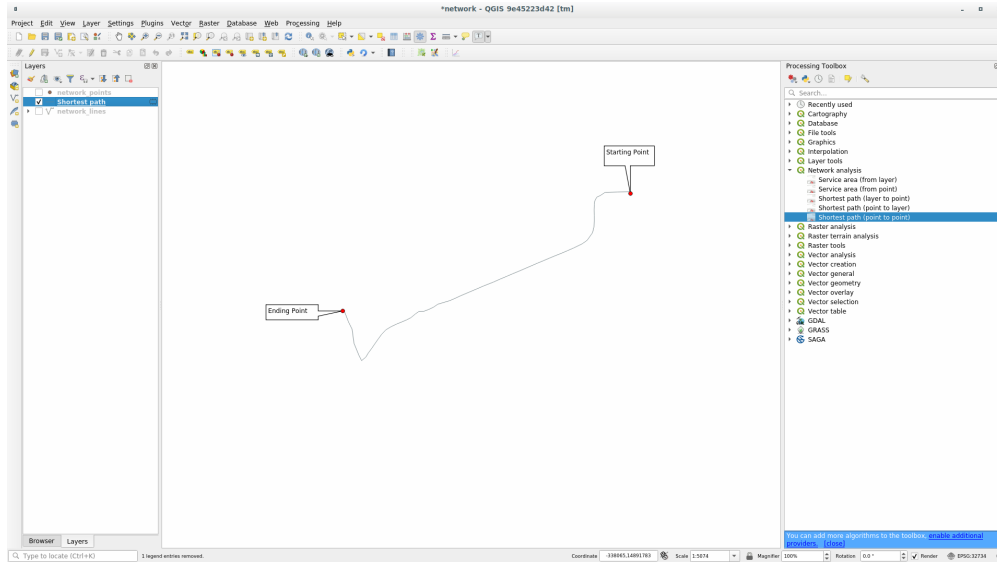 *network - QGIS 9e45223d42 [tm]
Project Edit View Layer Settings Plugins Vector Raster Database Web Processing Help
Layers
network_points
Shortest path
network_lines
Starting Point
Ending Point
Processing Toolbox
Search...
Recently used
Cartography
Database
File tools
Graphics
Interpolation
Layer tools
Network analysis
Service area (from layer)
Service area (from point)
Shortest path (layer to point)
Shortest path (point to layer)
Shortest path (point to point)
Raster analysis
Raster terrain analysis
Raster tools
Vector analysis
Vector creation
Vector general
Vector geometry
Vector overlay
Vector selection
Vector table
GDAL
GRASS
SAGA
You can add more algorithms to the toolbox, enable additional
providers. [close]
Browser Layers
Type to locate (Ctrl+K) 1 legend entries removed. Coordinate -338065,14891783 Scale 1:5074 Magnifier 100% Rotation 0.0 ° Render EPSG:32734